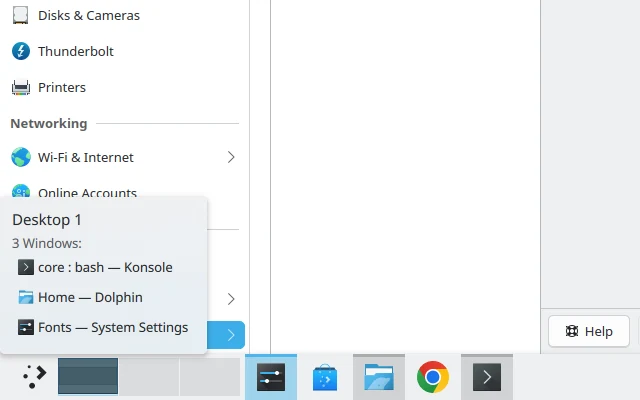 Disks & Cameras
Thunderbolt
Printers
Networking
Wi-Fi & Internet
Online Accounts
Desktop 1
3 Windows:
core : bash — Konsole
Home — Dolphin
Fonts — System Settings
Help